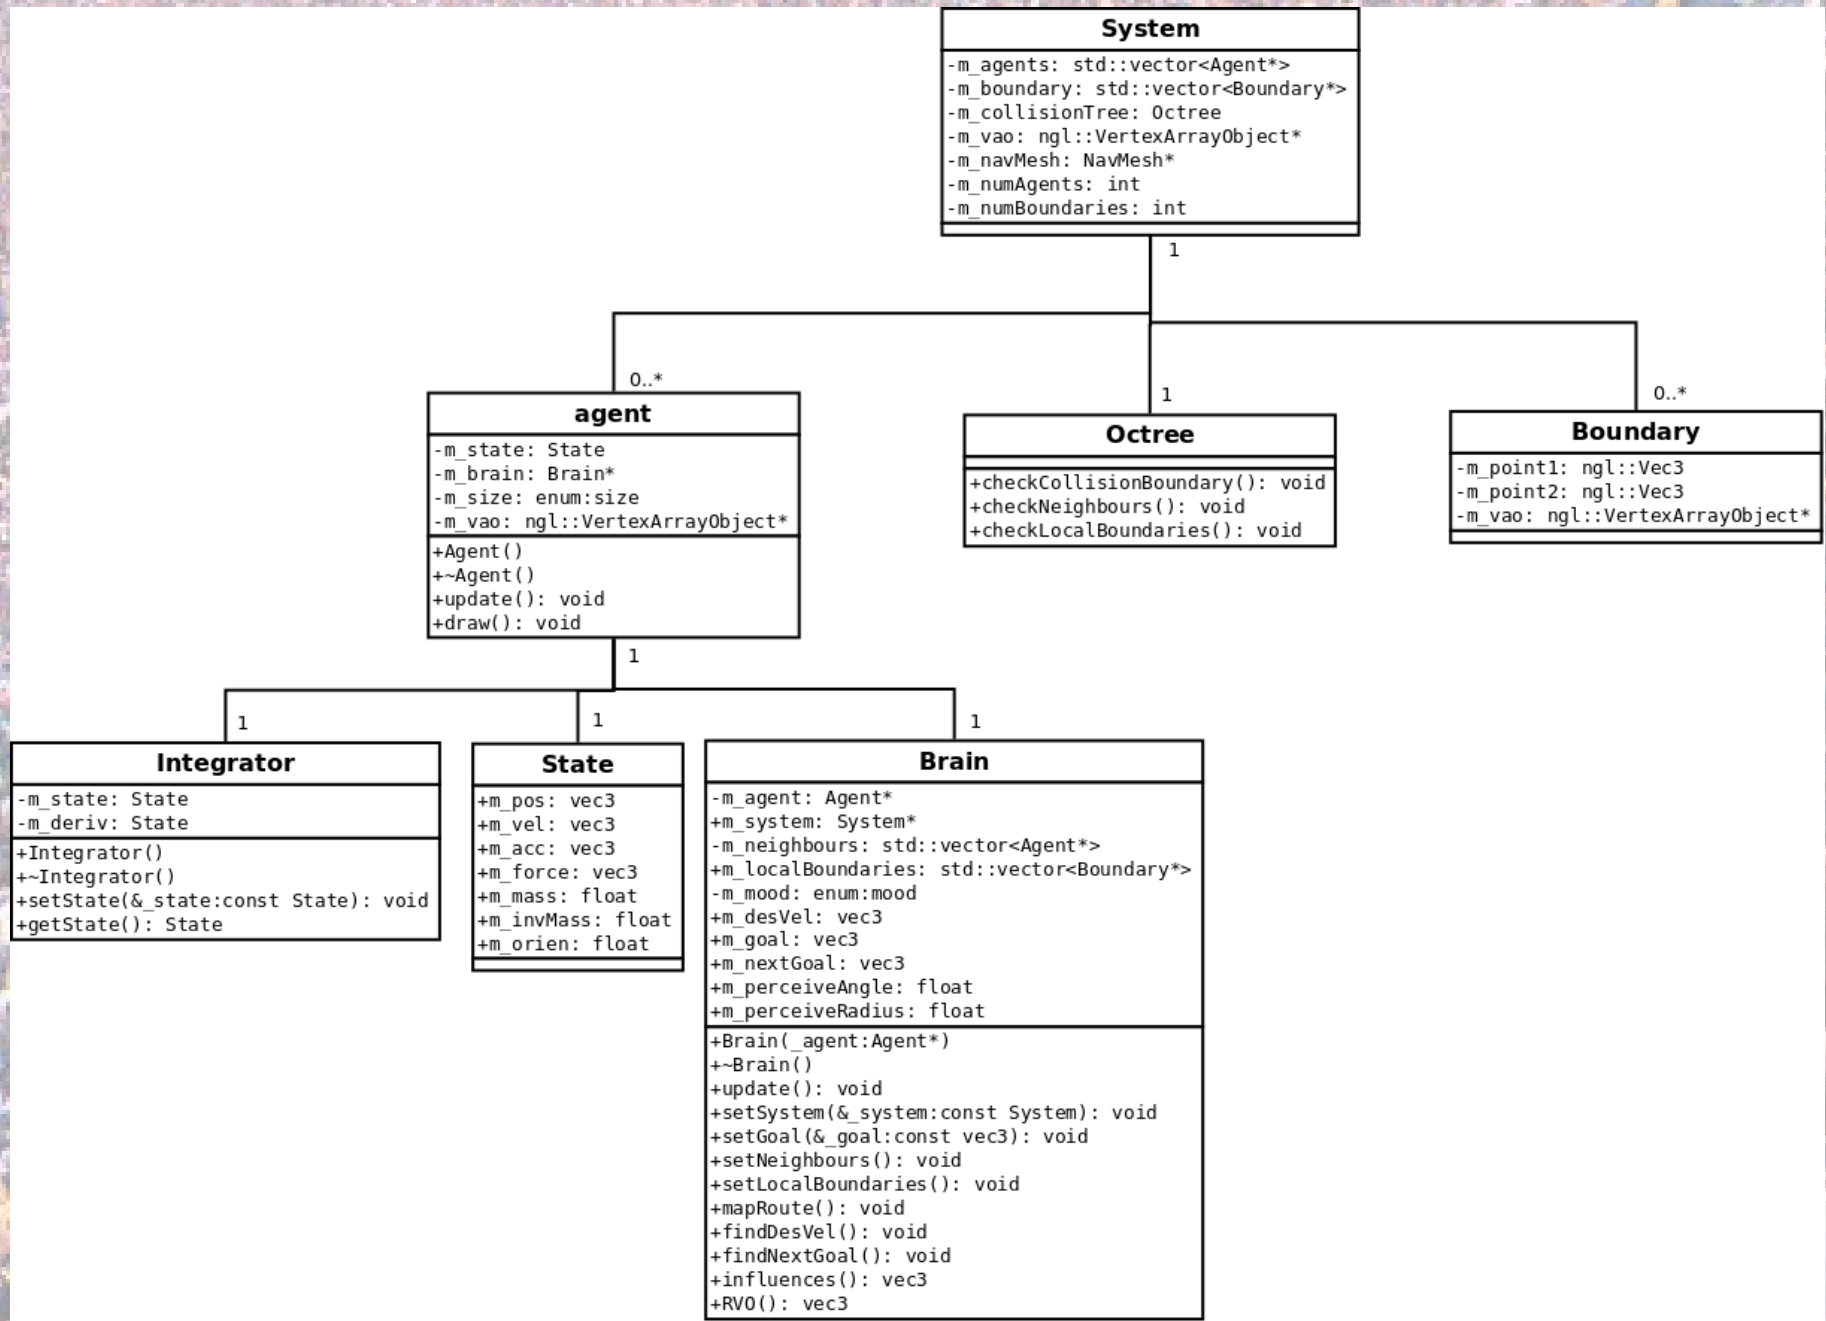 System
-m_agents: std::vector<Agent*>
-m_boundary: std::vector<Boundary*>
-m_collisionTree: Octree
-m_vao: ngl::VertexArrayObject*
-m_navMesh: NavMesh*
-m_numAgents: int
-m_numBoundaries: int
1
0..*
1
0..*
agent
-m_state: State
-m_brain: Brain*
-m_size: enum:size
-m_vao: ngl::VertexArrayObject*
+Agent()
+~Agent()
+update(): void
+draw(): void
Octree
+checkCollisionBoundary(): void
+checkNeighbours(): void
+checkLocalBoundaries(): void
Boundary
-m_point1: ngl::Vec3
-m_point2: ngl::Vec3
-m_vao: ngl::VertexArrayObject*
1
1
1
1
Integrator
-m_state: State
-m_deriv: State
+Integrator()
+~Integrator()
+setState(&_state:const State): void
+getState(): State
State
+m_pos: vec3
+m_vel: vec3
+m_acc: vec3
+m_force: vec3
+m_mass: float
+m_invMass: float
+m_orien: float
Brain
-m_agent: Agent*
+m_system: System*
-m_neighbours: std::vector<Agent*>
+m_localBoundaries: std::vector<Boundary*>
-m_mood: enum:mood
+m_desVel: vec3
+m_goal: vec3
+m_nextGoal: vec3
+m_perceiveAngle: float
+m_perceiveRadius: float
+Brain(_agent:Agent*)
+~Brain()
+update(): void
+setSystem(&_system:const System): void
+setGoal(&_goal:const vec3): void
+setNeighbours(): void
+setLocalBoundaries(): void
+mapRoute(): void
+findDesVel(): void
+findNextGoal(): void
+influences(): vec3
+RVO(): vec3